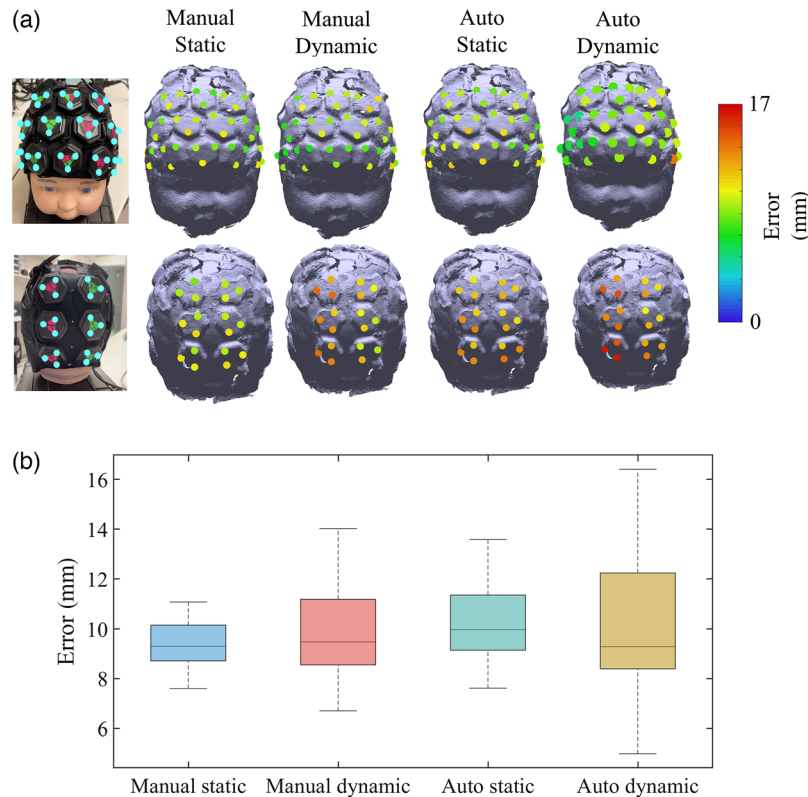 (a)
Manual
Static
Manual
Dynamic
Auto
Static
Auto
Dynamic
17
Error
(mm)
0
(b)
16
14
12
10
8
6
Error (mm)
Manual static
Manual dynamic
Auto static
Auto dynamic